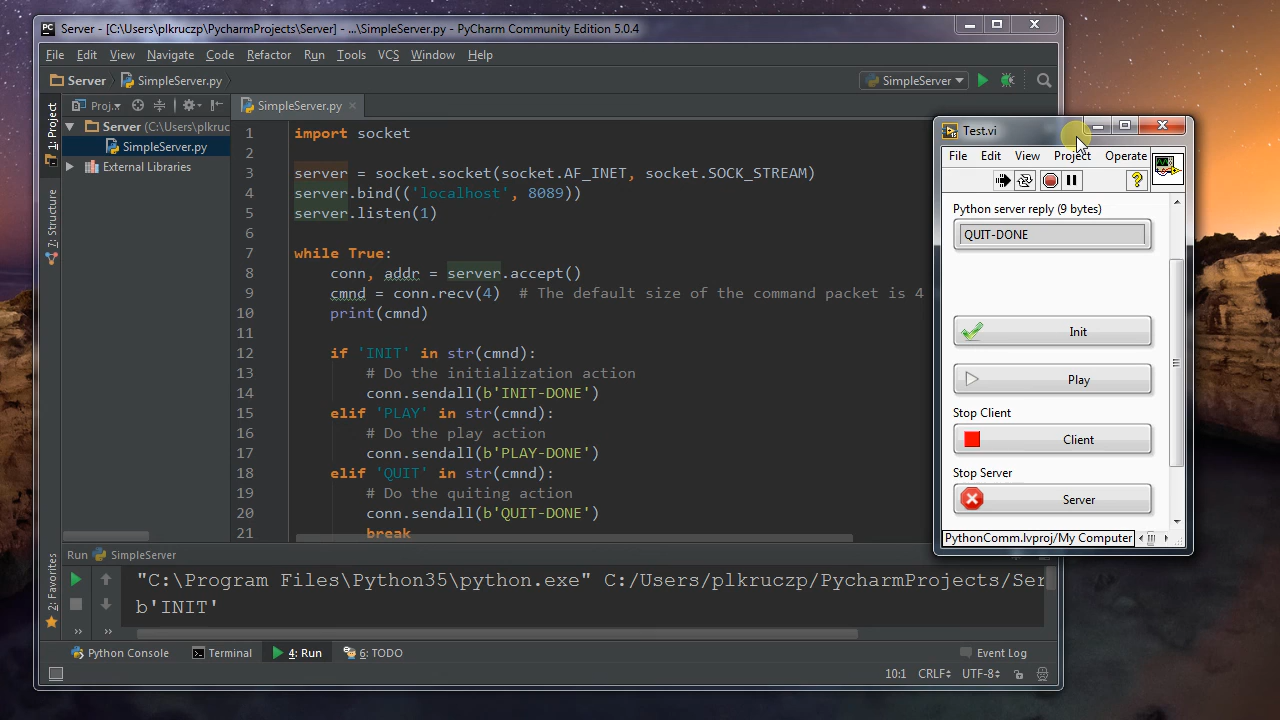 PC Server - [C:\Users\plkruczp\PycharmProjects\Server] - ...\SimpleServer.py - PyCharm Community Edition 5.0.4
File Edit View Navigate Code Refactor Run Tools VCS Window Help
Server SimpleServer.py SimpleServer
1: Project
7: Structure
2: Favorites
Proj.
Server (C:\Users\plkruc
SimpleServer.py
External Libraries
SimpleServer.py
1 import socket
2
3 server = socket.socket(socket.AF_INET, socket.SOCK_STREAM)
4 server.bind(('localhost', 8089))
5 server.listen(1)
6
7 while True:
8 conn, addr = server.accept()
9 cmnd = conn.recv(4) # The default size of the command packet is 4
10 print(cmnd)
11
12 if 'INIT' in str(cmnd):
13 # Do the initialization action
14 conn.sendall(b'INIT-DONE')
15 elif 'PLAY' in str(cmnd):
16 # Do the play action
17 conn.sendall(b'PLAY-DONE')
18 elif 'QUIT' in str(cmnd):
19 # Do the quiting action
20 conn.sendall(b'QUIT-DONE')
21 break
Run SimpleServer
"C:\Program Files\Python35\python.exe" C:/Users/plkruczp/PycharmProjects/Ser
b'INIT'
Python Console Terminal 4: Run 6: TODO Event Log
10:1 CRLF UTF-8
Test.vi
File Edit View Project Operate
Python server reply (9 bytes)
QUIT-DONE
Init
Play
Stop Client
Client
Stop Server
Server
PythonComm.lvproj/My Computer